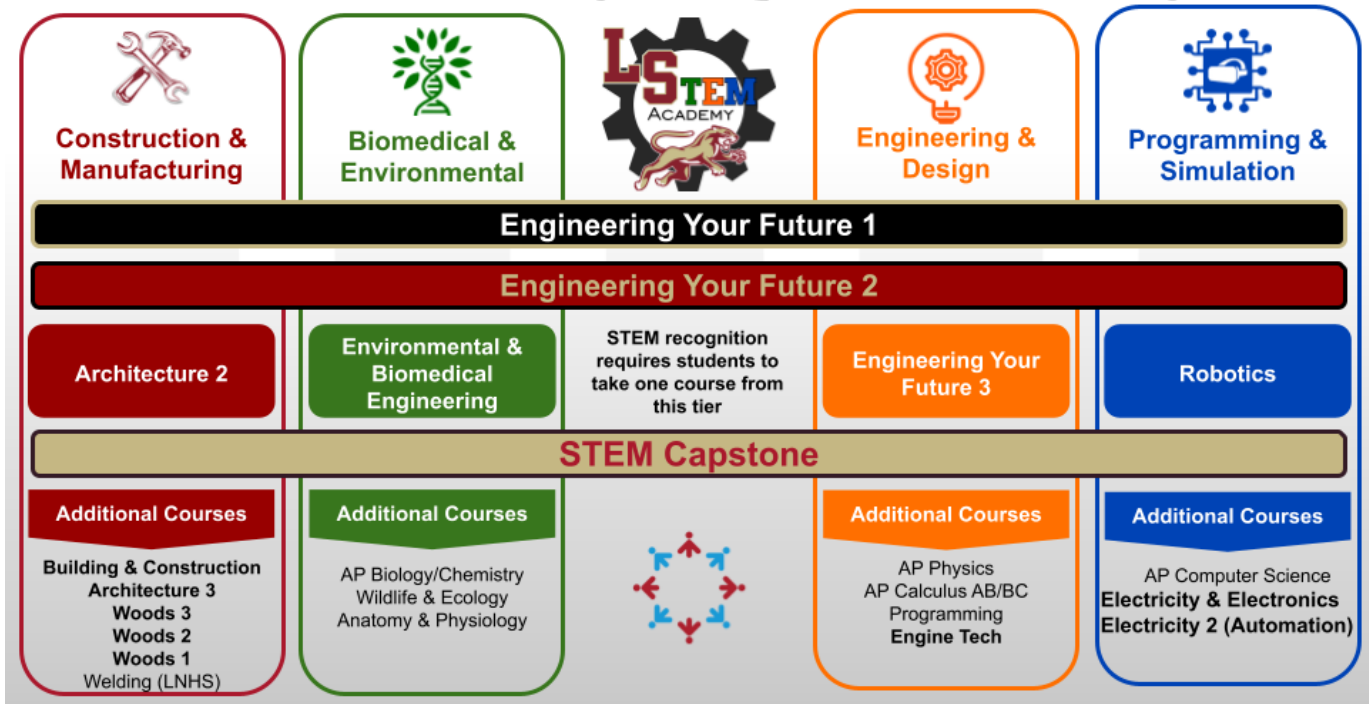 Construction &
Manufacturing
Biomedical &
Environmental
LSTEM
ACADEMY
Engineering &
Design
Programming &
Simulation
Engineering Your Future 1
Engineering Your Future 2
Architecture 2
Environmental &
Biomedical
Engineering
STEM recognition
requires students to
take one course from
this tier
Engineering Your
Future 3
Robotics
STEM Capstone
Additional Courses
Building & Construction
Architecture 3
Woods 3
Woods 2
Woods 1
Welding (LNHS)
Additional Courses
AP Biology/Chemistry
Wildlife & Ecology
Anatomy & Physiology
Additional Courses
AP Physics
AP Calculus AB/BC
Programming
Engine Tech
Additional Courses
AP Computer Science
Electricity & Electronics
Electricity 2 (Automation)